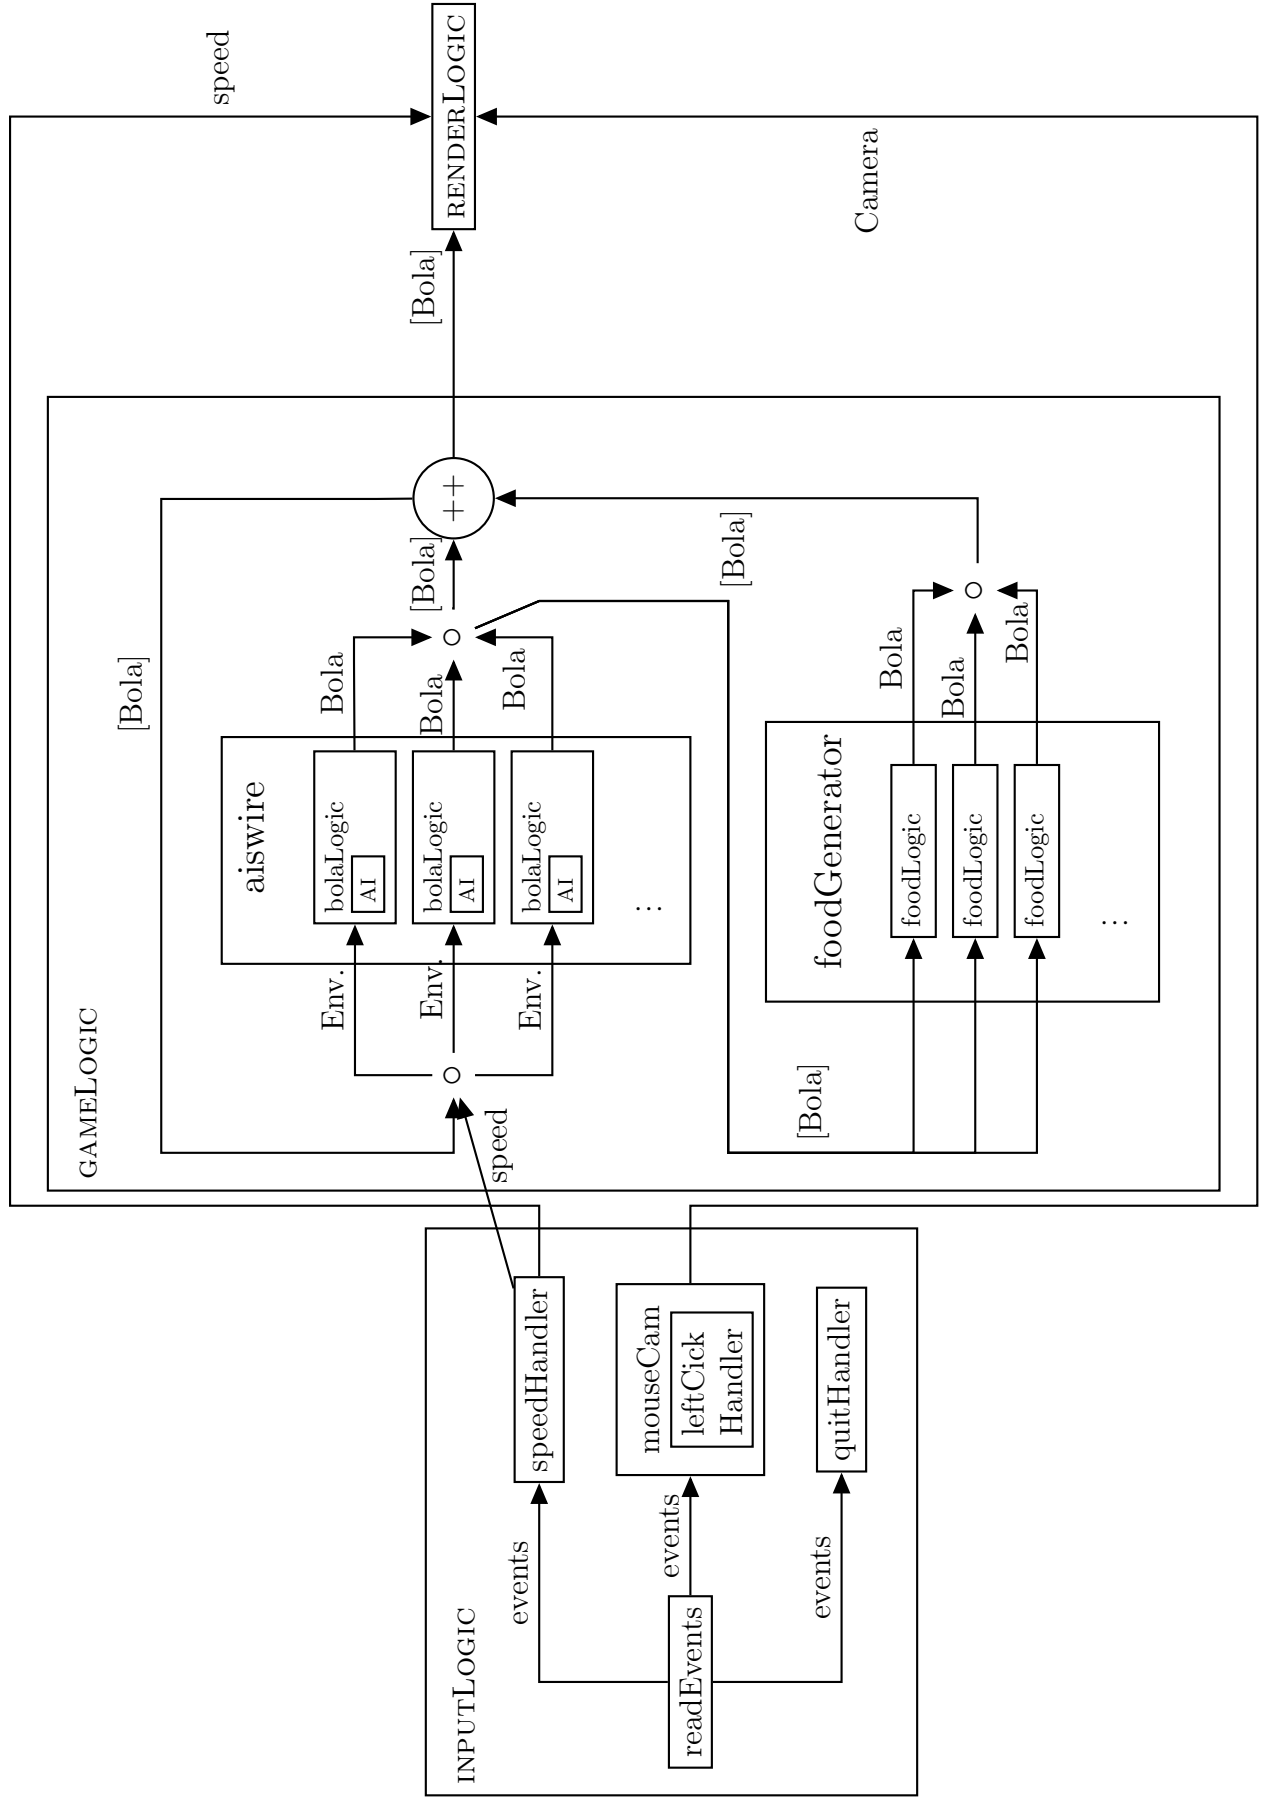 INPUTLOGIC
readEvents
events
events
events
speedHandler
mouseCam
leftCick
Handler
quitHandler
GAMELOGIC
speed
[Bola]
Env.
Env.
Env.
aiswire
bolaLogic
AI
bolaLogic
AI
bolaLogic
AI
...
Bola
Bola
Bola
[Bola]
[Bola]
[Bola]
foodGenerator
foodLogic
foodLogic
foodLogic
...
Bola
Bola
Bola
++
[Bola]
speed
Camera
RENDERLOGIC